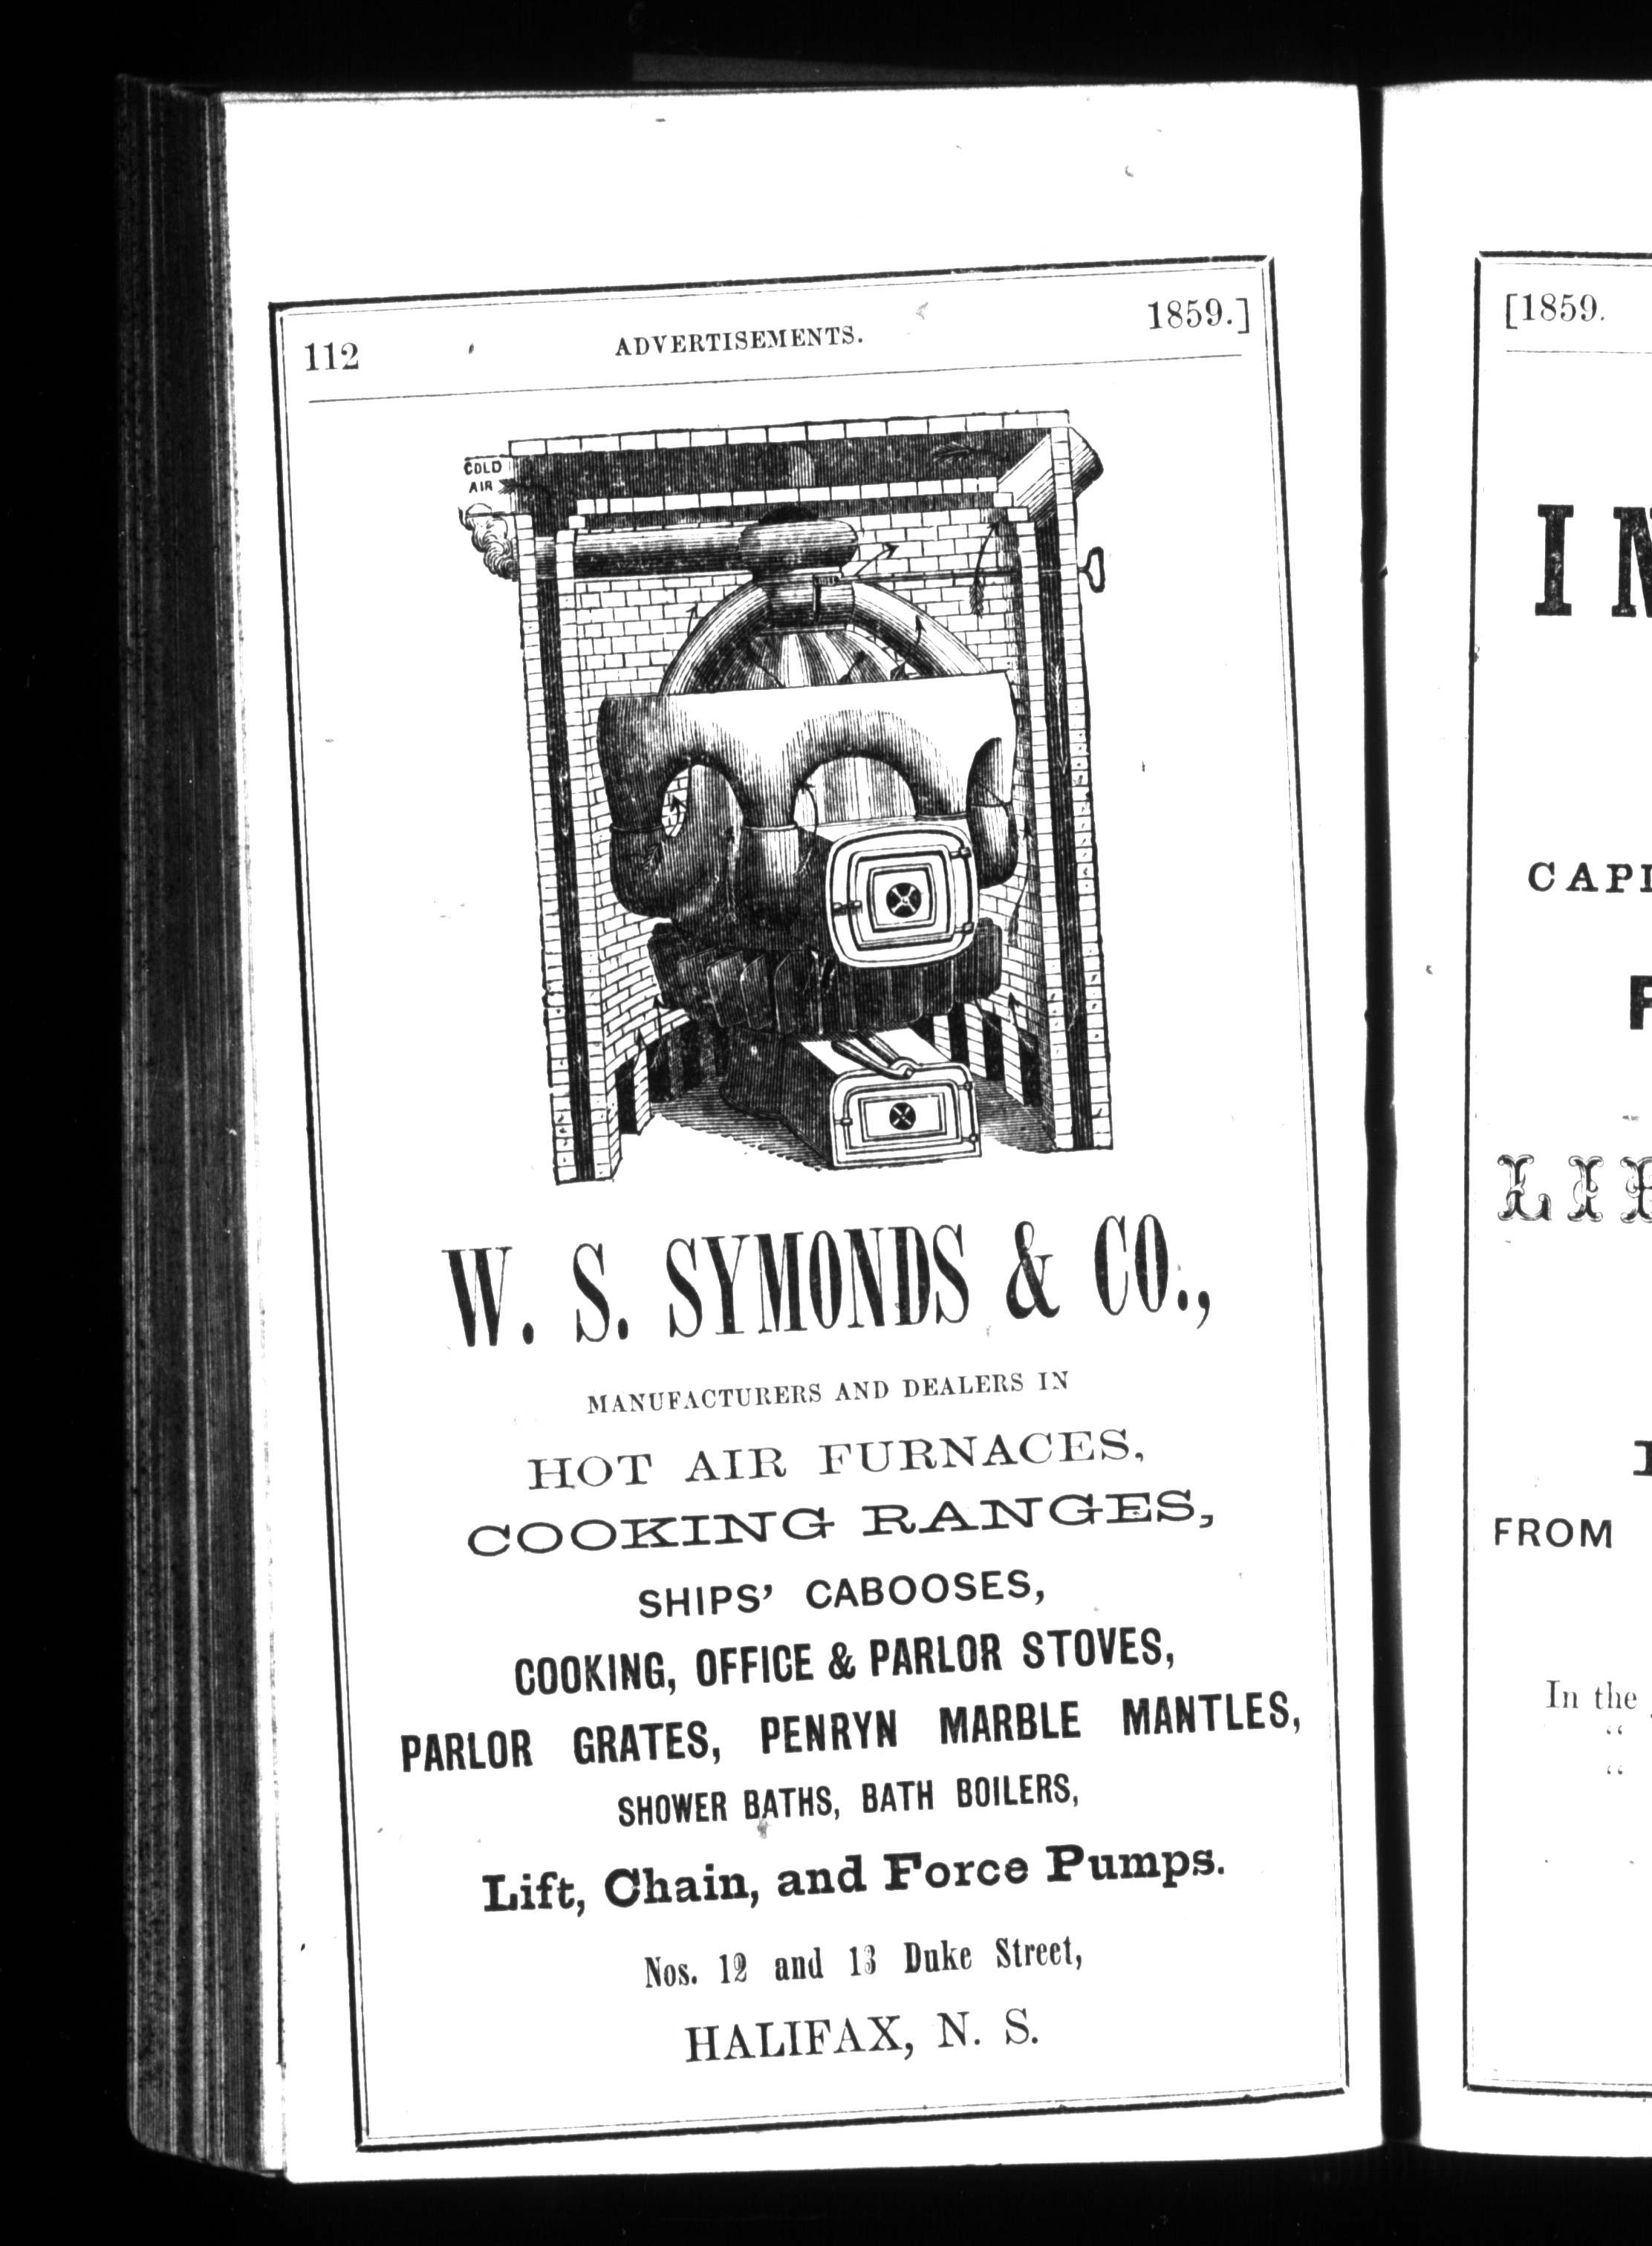 112 ADVERTISEMENTS. 1859.]
COLD
AIR
W. S. SYMONDS & CO.,
MANUFACTURERS AND DEALERS IN
HOT AIR FURNACES,
COOKING RANGES,
SHIPS' CABOOSES,
COOKING, OFFICE & PARLOR STOVES,
PARLOR GRATES, PENRYN MARBLE MANTLES,
SHOWER BATHS, BATH BOILERS,
Lift, Chain, and Force Pumps.
Nos. 12 and 13 Duke Street,
HALIFAX, N. S.
[1859.
FROM
In the
"
"